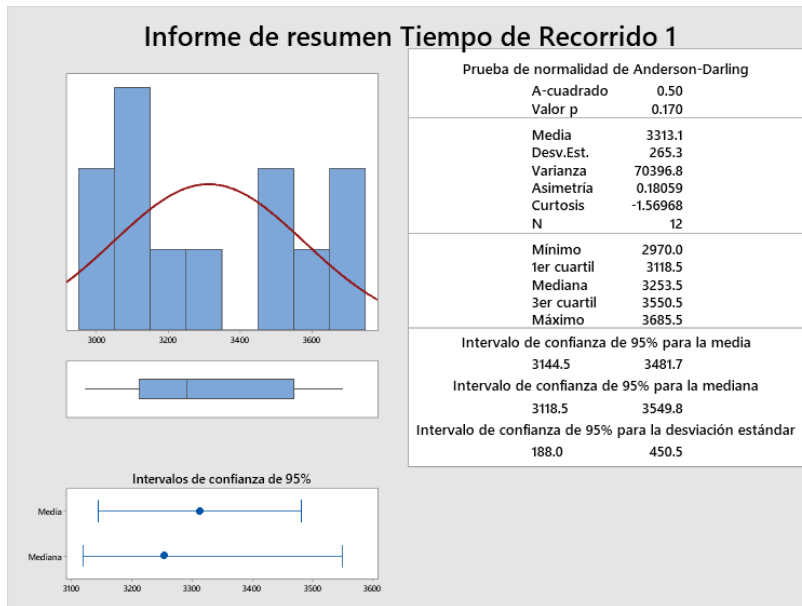 Informe de resumen Tiempo de Recorrido 1
3000 3200 3400 3600
Intervalos de confianza de 95%
Media
Mediana
3100 3200 3300 3400 3500 3600
Prueba de normalidad de Anderson-Darling
A-cuadrado 0.50
Valor p 0.170
Media 3313.1
Desv.Est. 265.3
Varianza 70396.8
Asimetría 0.18059
Curtosis -1.56968
N 12
Mínimo 2970.0
1er cuartil 3118.5
Mediana 3253.5
3er cuartil 3550.5
Máximo 3685.5
Intervalo de confianza de 95% para la media
3144.5 3481.7
Intervalo de confianza de 95% para la mediana
3118.5 3549.8
Intervalo de confianza de 95% para la desviación estándar
188.0 450.5